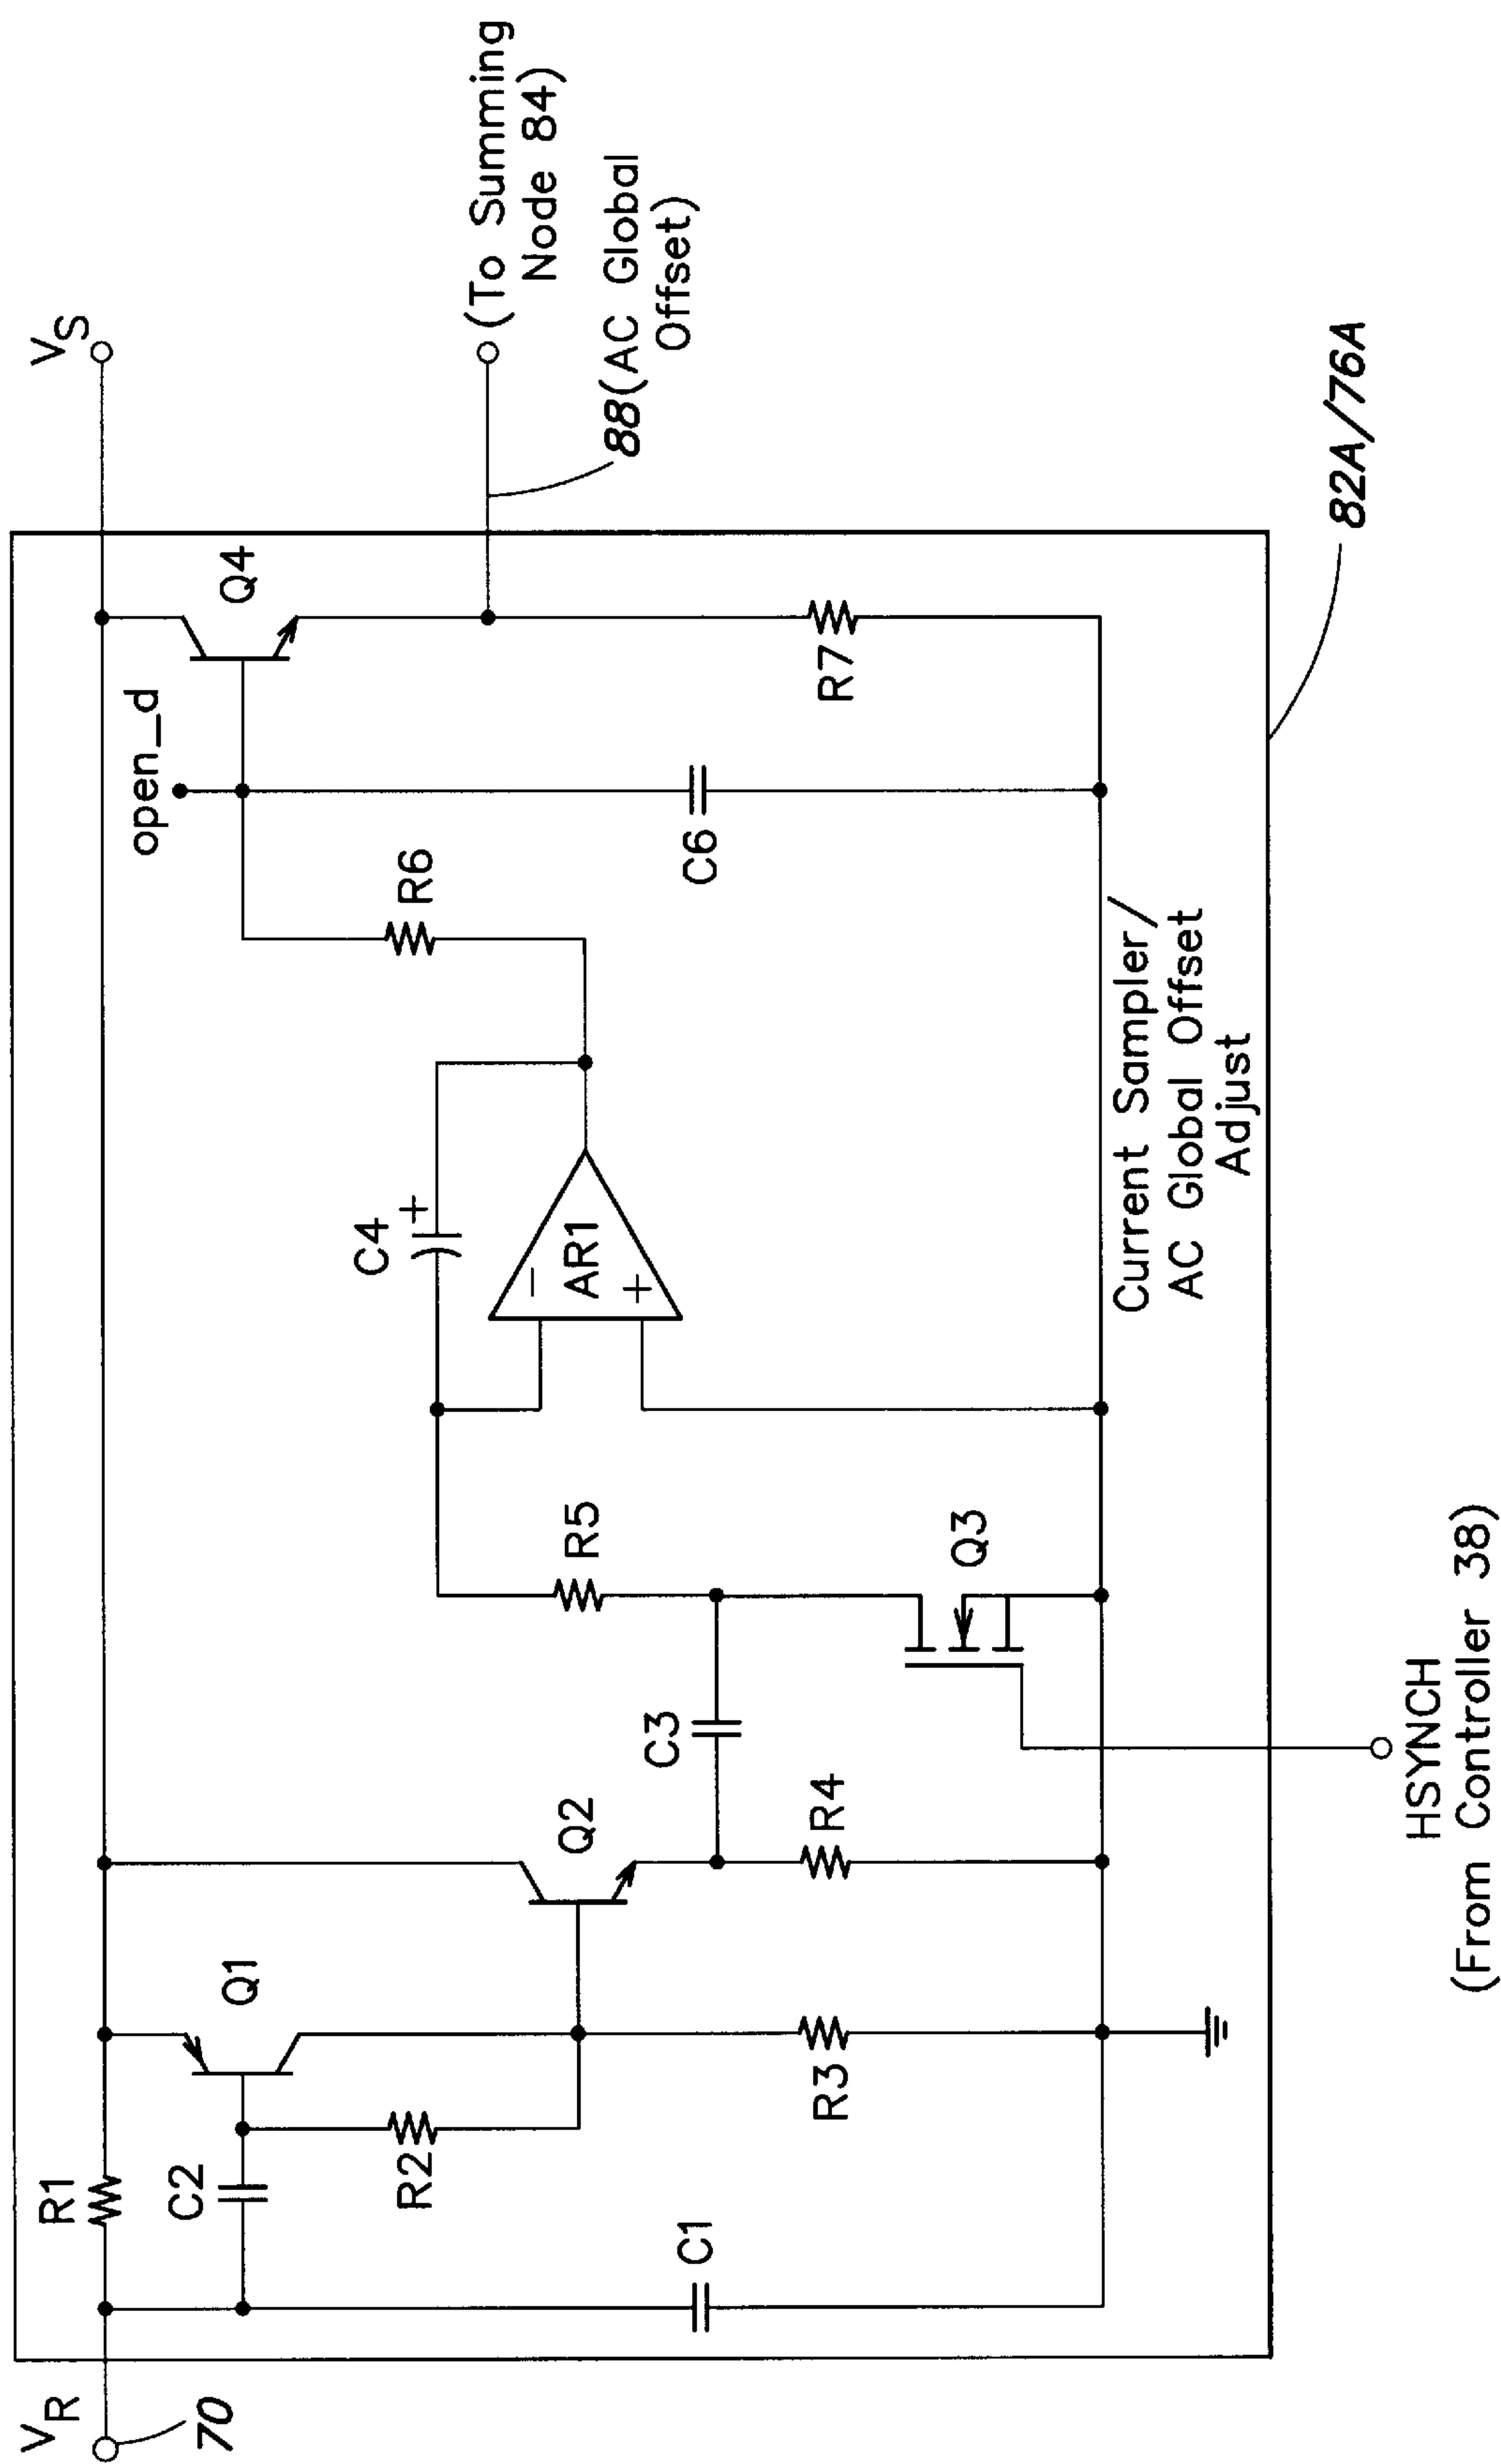 V_R
70
R1
C2
Q1
R2
C1
R3
Q2
R4
C3
R5
Q3
C4
+
−
AR1
+
R6
open_d
C6
Q4
R7
V_S
(To Summing
Node 84)
88(AC Global
Offset)
Current Sampler/
AC Global Offset
Adjust
82A/76A
HSYNCH
(From Controller 38)